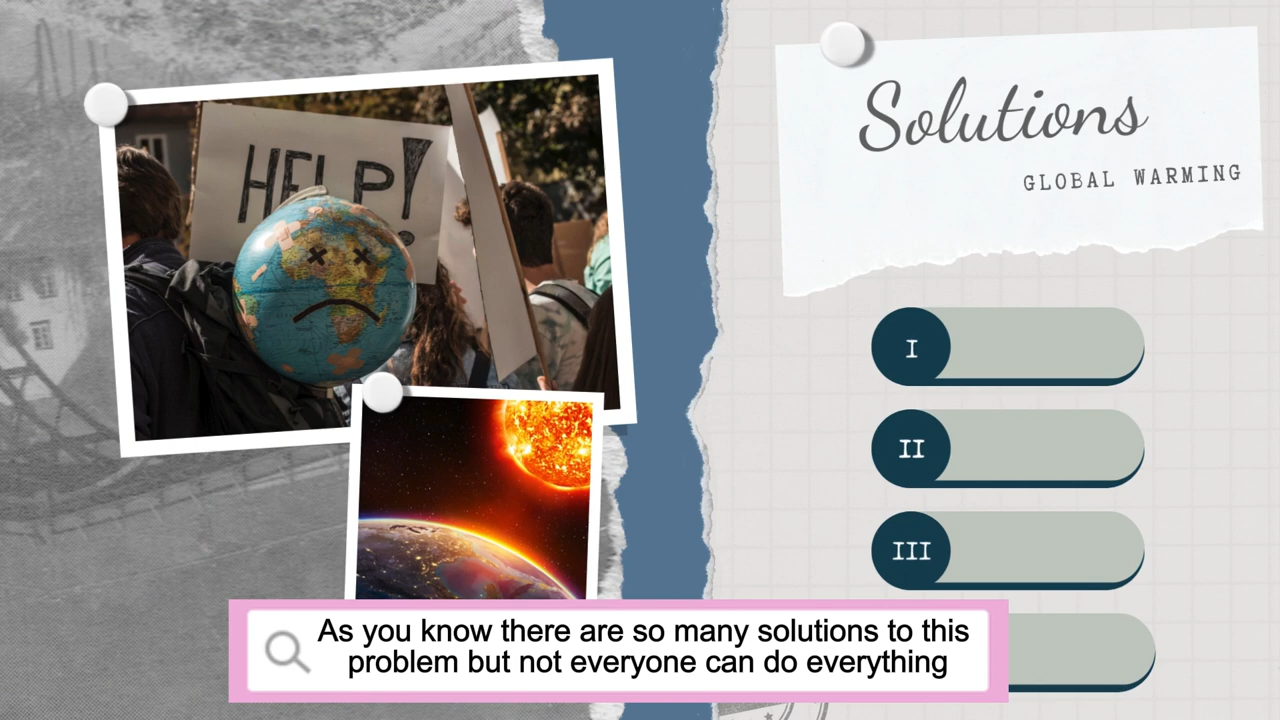 HELP!
Solutions
GLOBAL WARMING
I
II
III
As you know there are so many solutions to this
problem but not everyone can do everything